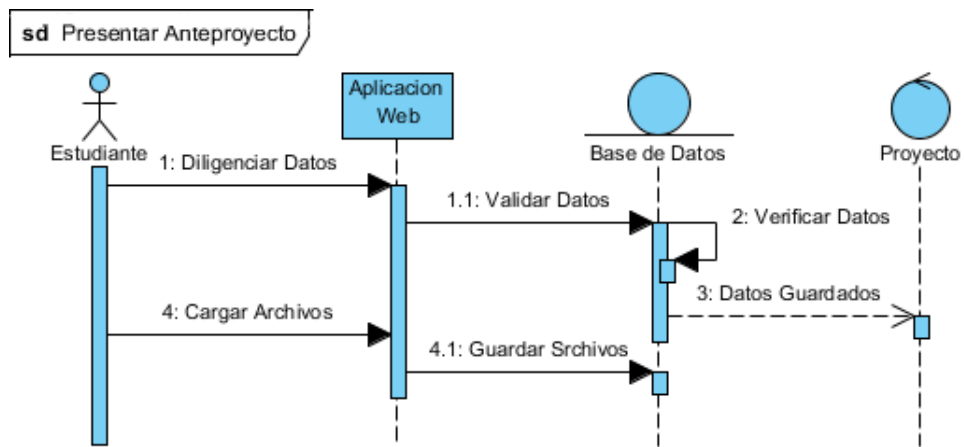 sd Presentar Anteproyecto
Aplicacion
Web
Estudiante
Base de Datos
Proyecto
1: Diligenciar Datos
1.1: Validar Datos
2: Verificar Datos
3: Datos Guardados
4: Cargar Archivos
4.1: Guardar Srchivos